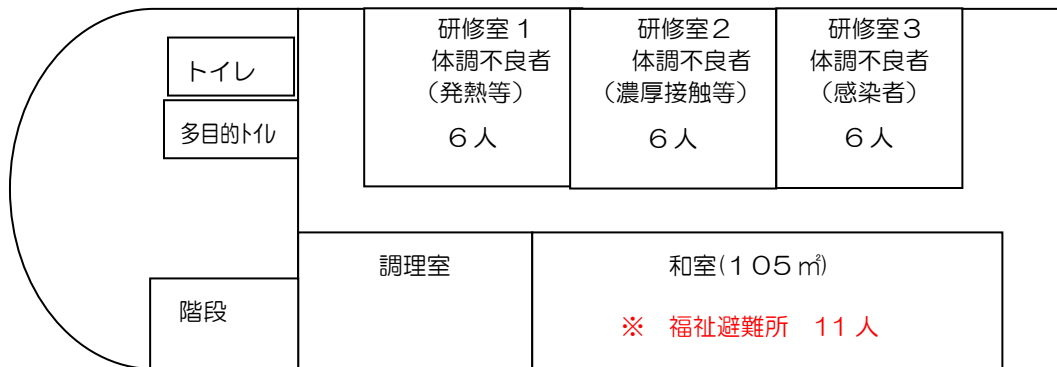 トイレ
多目的ﾄｲﾚ
階段
研修室1
体調不良者
（発熱等）
６人
研修室2
体調不良者
（濃厚接触等）
６人
研修室3
体調不良者
（感染者）
６人
調理室
和室(１０５㎡)
※　福祉避難所　11人